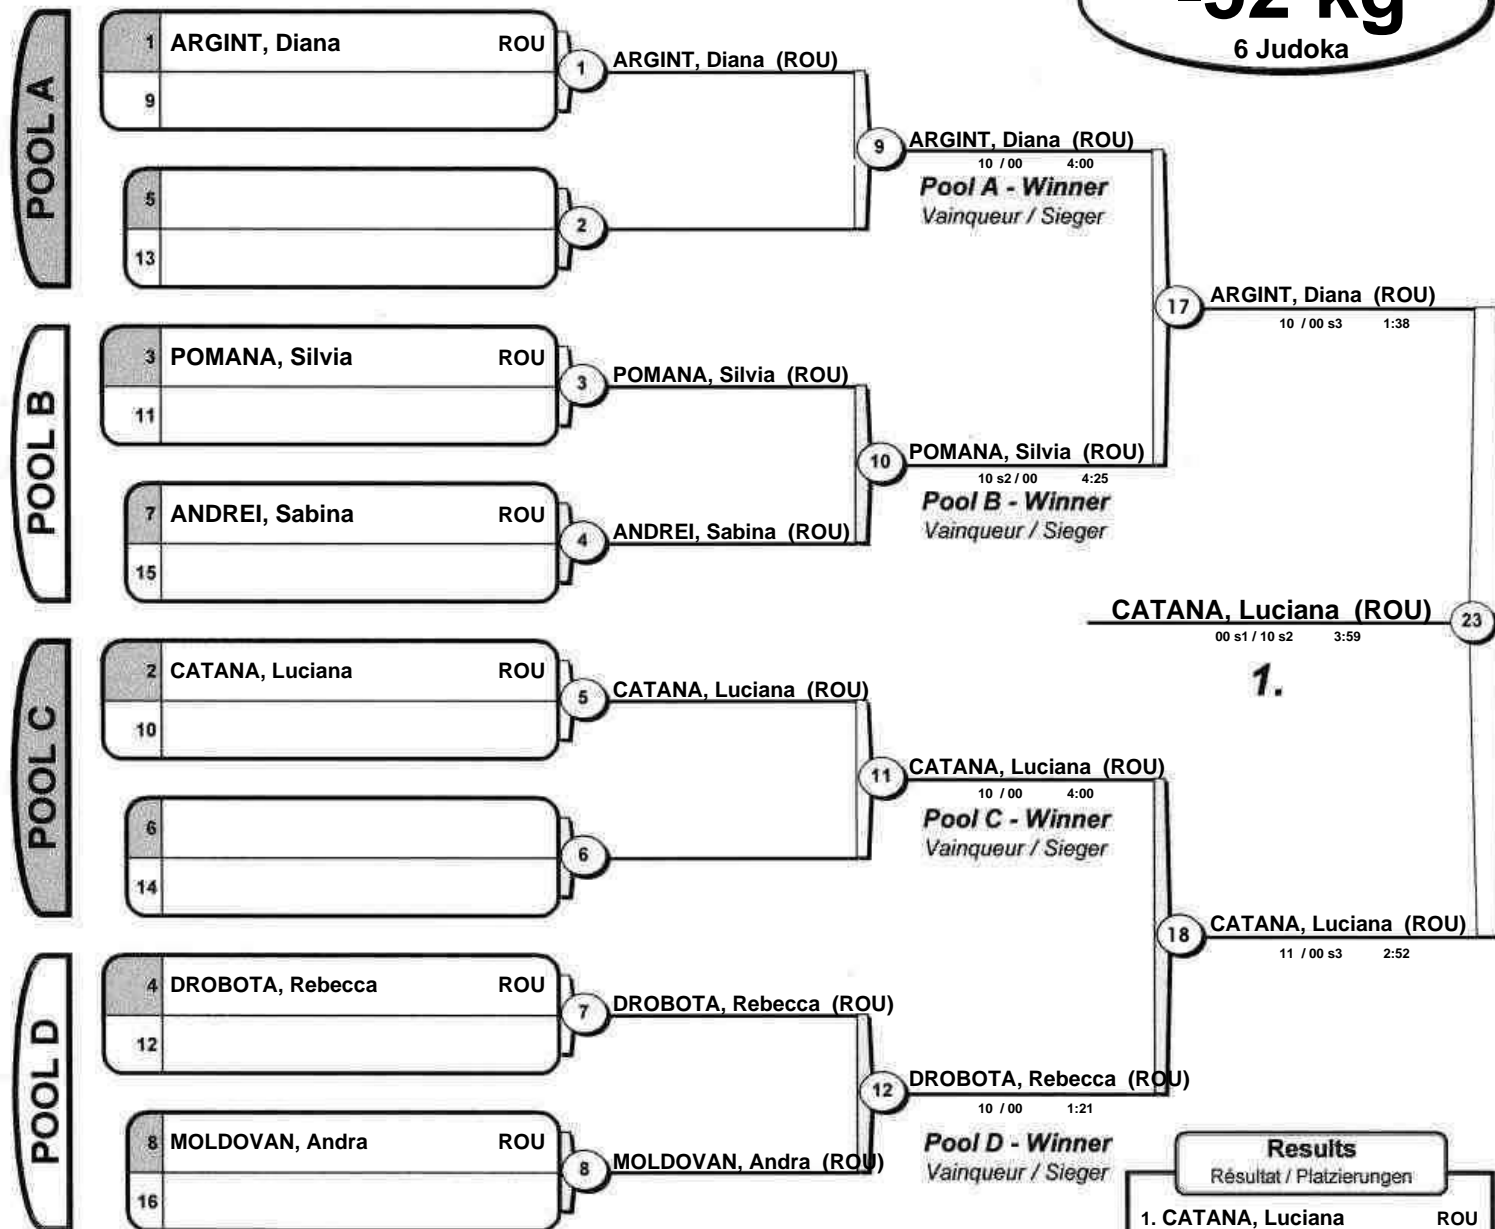 -52 kg
6 Judoka
POOL A
1 ARGINT, Diana ROU
9
5
13
1 ARGINT, Diana (ROU)
2
9 ARGINT, Diana (ROU)
10 / 00 4:00
Pool A - Winner
Vainqueur / Sieger
POOL B
3 POMANA, Silvia ROU
11
7 ANDREI, Sabina ROU
15
3 POMANA, Silvia (ROU)
4 ANDREI, Sabina (ROU)
10 POMANA, Silvia (ROU)
10 s2 / 00 4:25
Pool B - Winner
Vainqueur / Sieger
17 ARGINT, Diana (ROU)
10 / 00 s3 1:38
CATANA, Luciana (ROU) 23
00 s1 / 10 s2 3:59
1.
POOL C
2 CATANA, Luciana ROU
10
6
14
5 CATANA, Luciana (ROU)
6
11 CATANA, Luciana (ROU)
10 / 00 4:00
Pool C - Winner
Vainqueur / Sieger
18 CATANA, Luciana (ROU)
11 / 00 s3 2:52
POOL D
4 DROBOTA, Rebecca ROU
12
8 MOLDOVAN, Andra ROU
16
7 DROBOTA, Rebecca (ROU)
8 MOLDOVAN, Andra (ROU)
12 DROBOTA, Rebecca (ROU)
10 / 00 1:21
Pool D - Winner
Vainqueur / Sieger
Results
Résultat / Platzierungen
1. CATANA, Luciana ROU